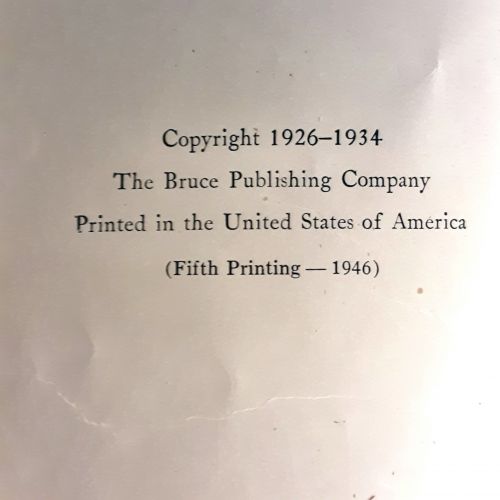 Copyright 1926–1934
The Bruce Publishing Company
Printed in the United States of America
(Fifth Printing — 1946)